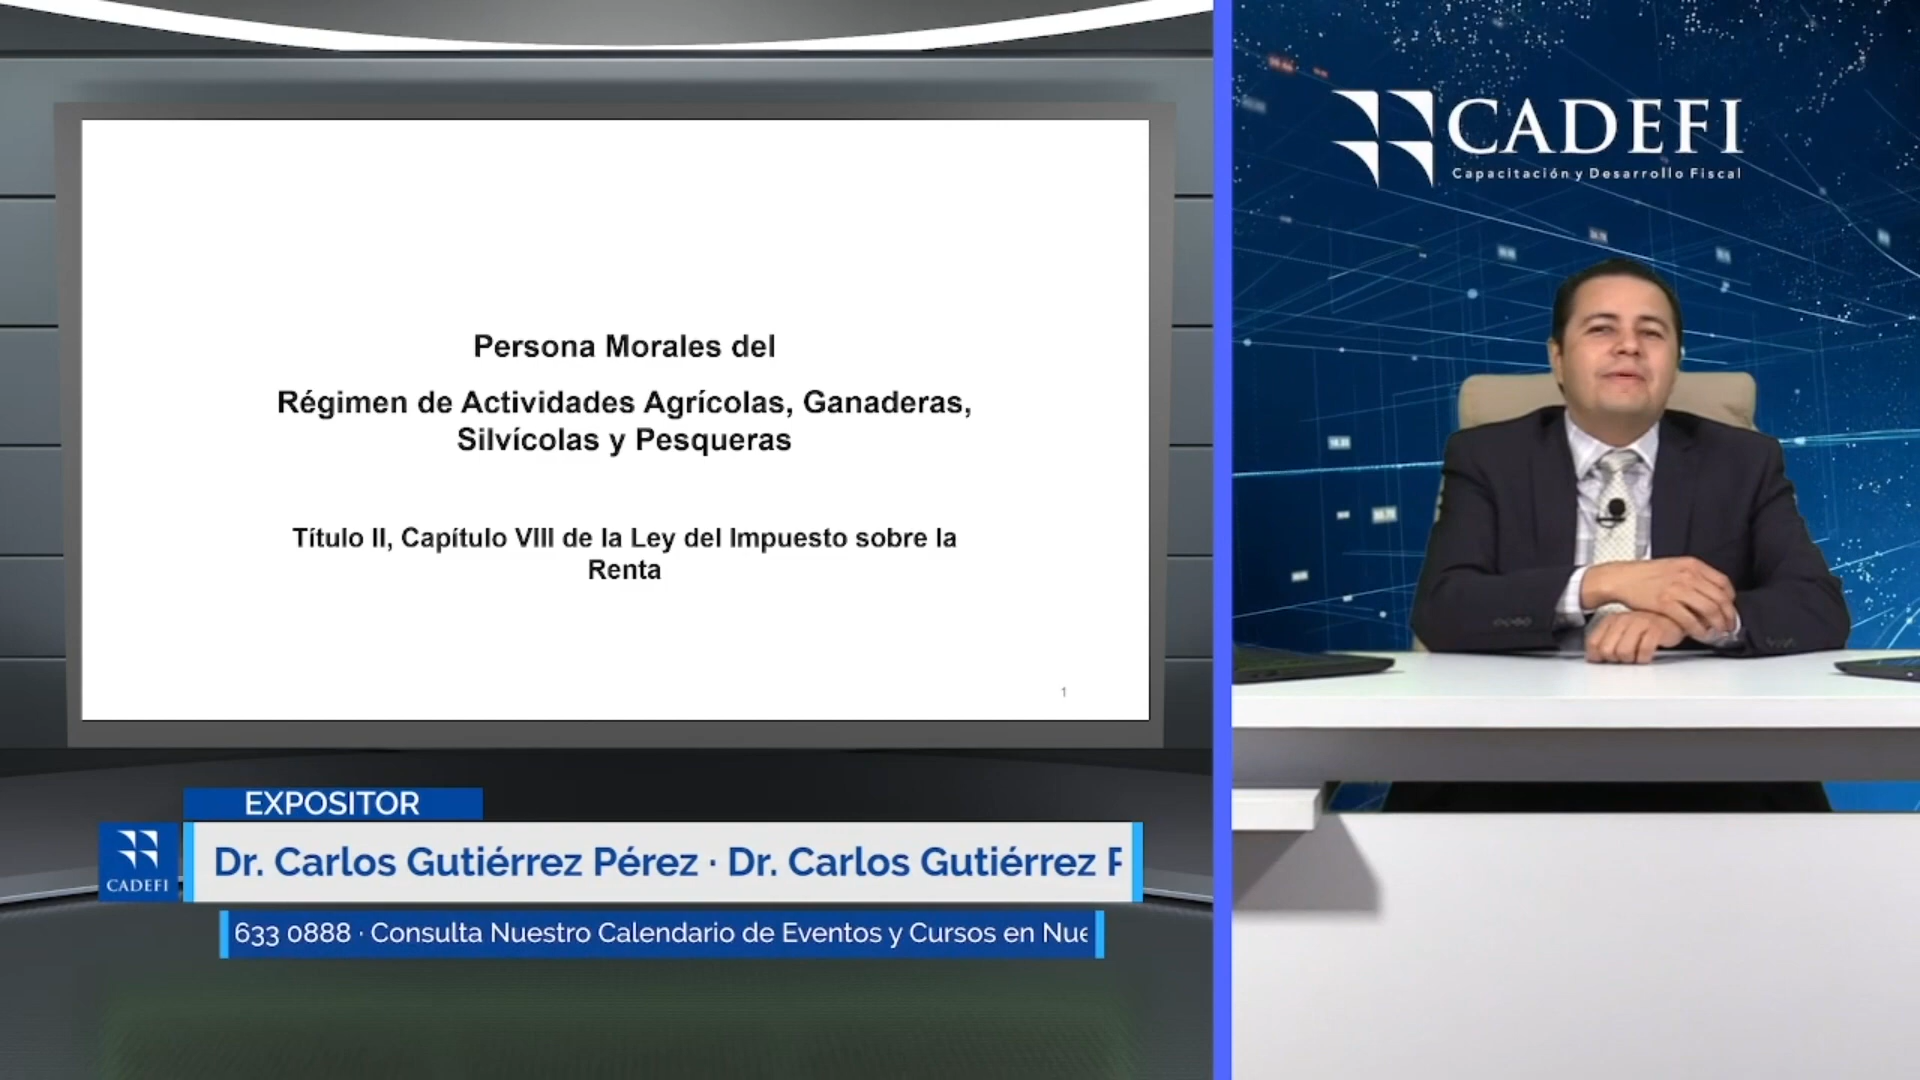 Persona Morales del
Régimen de Actividades Agrícolas, Ganaderas,
Silvícolas y Pesqueras
Título II, Capítulo VIII de la Ley del Impuesto sobre la
Renta
1
EXPOSITOR
CADEFI
Dr. Carlos Gutiérrez Pérez · Dr. Carlos Gutiérrez
633 0888 · Consulta Nuestro Calendario de Eventos y Cursos en
CADEFI
Capacitación y Desarrollo Fiscal